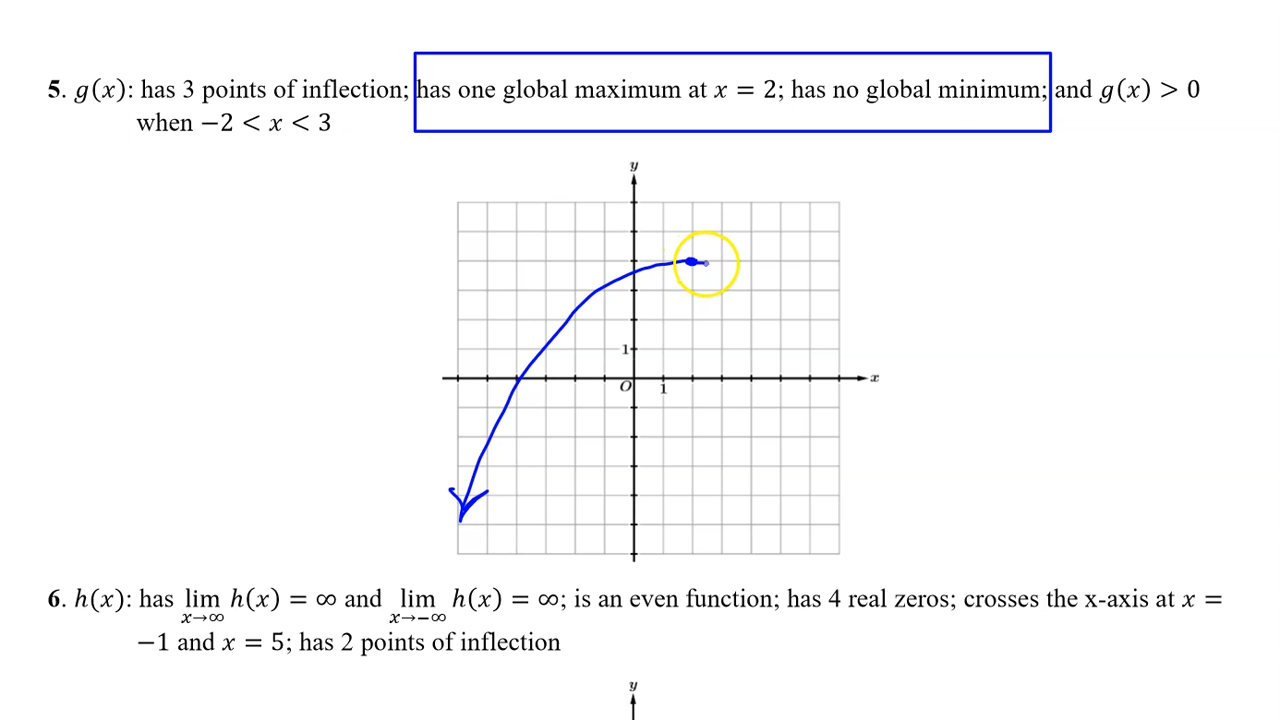 5. g(x): has 3 points of inflection; has one global maximum at x = 2; has no global minimum; and g(x) > 0
when −2 < x < 3
y
1
O 1 x
6. h(x): has lim x→∞ h(x) = ∞ and lim x→−∞ h(x) = ∞; is an even function; has 4 real zeros; crosses the x-axis at x =
−1 and x = 5; has 2 points of inflection
y